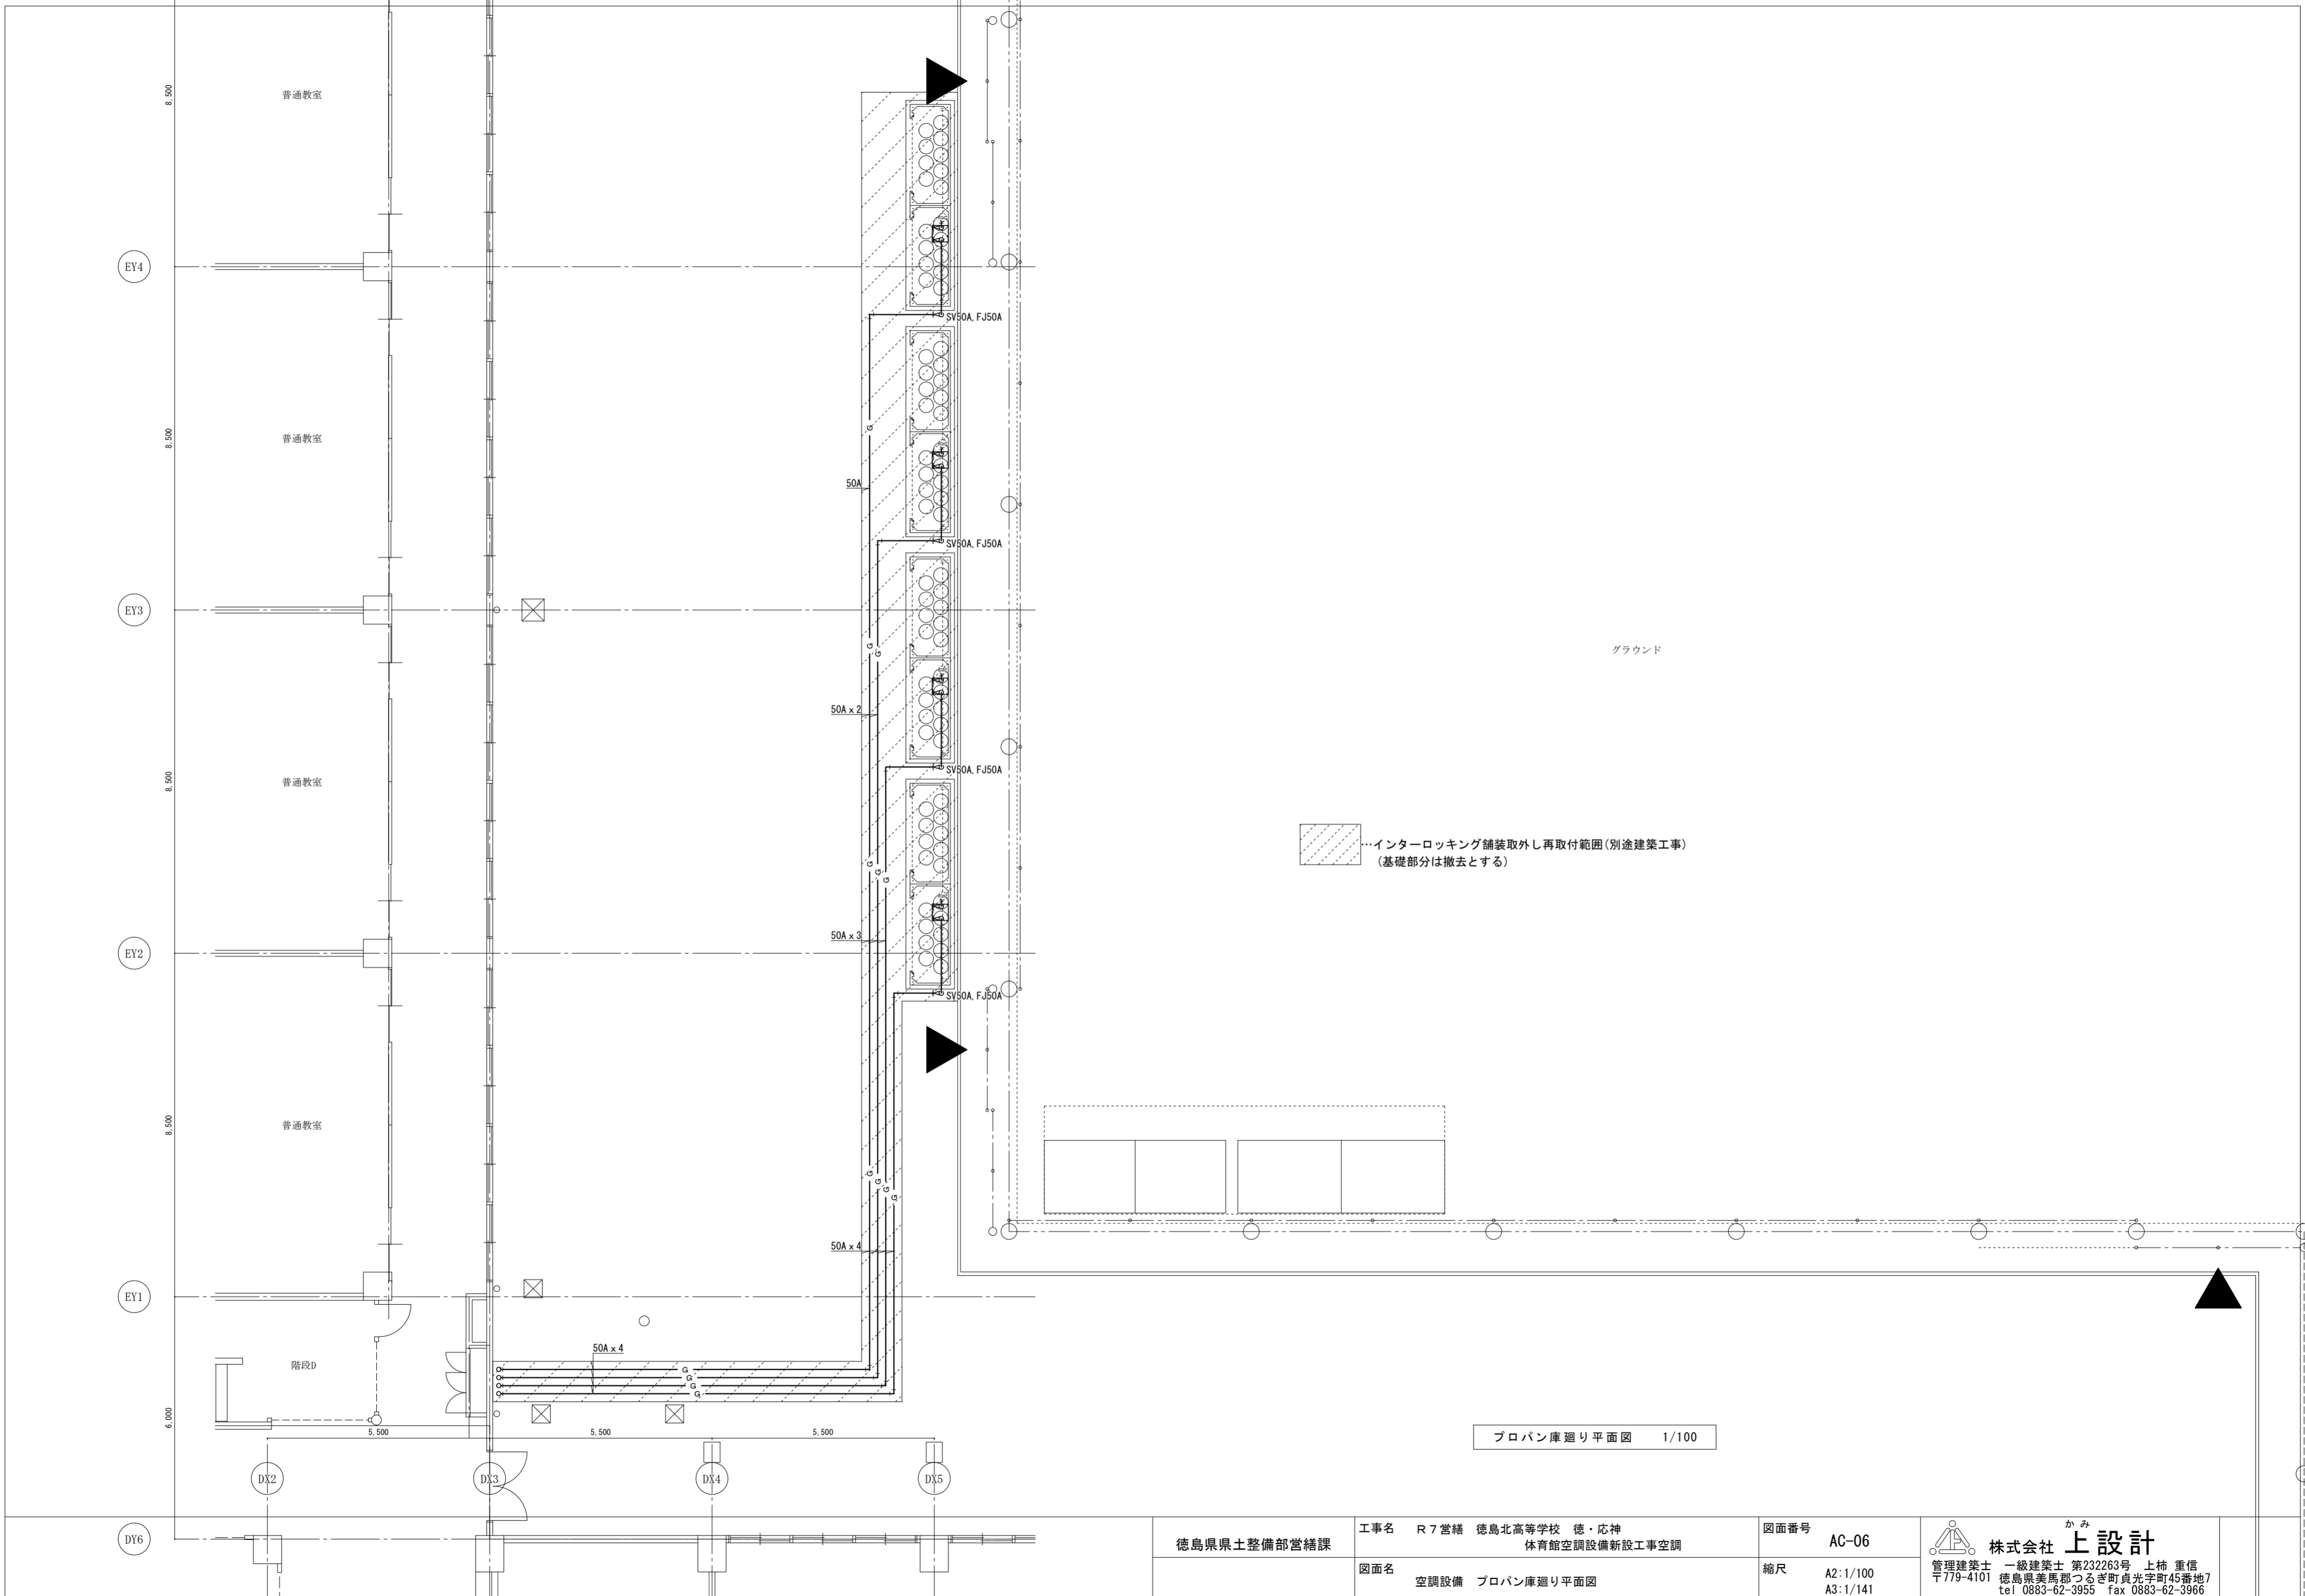 8,500
普通教室
EY4
SV50A, FJ50A
G
8,500
普通教室
50A
SV50A, FJ50A
EY3
G
G
グラウンド
50A x 2
SV50A, FJ50A
8,500
普通教室
…インターロッキング舗装取外し再取付範囲(別途建築工事)
(基礎部分は撤去とする)
G
G
G
50A x 3
EY2
SV50A, FJ50A
8,500
普通教室
G
G
G
G
50A x 4
EY1
50A x 4
階段D
G
G
G
G
6,000
5,500
5,500
5,500
プロパン庫廻り平面図 1/100
DX2
DX3
DX4
DX5
DY6
徳島県県土整備部営繕課
工事名 R7営繕 徳島北高等学校 徳・応神
体育館空調設備新設工事空調
図面名
空調設備 プロパン庫廻り平面図
図面番号
AC-06
縮尺
A2:1/100
A3:1/141
かみ
株式会社 上設計
管理建築士 一級建築士 第232263号 上柿 重信
〒779-4101 徳島県美馬郡つるぎ町貞光字町45番地7
tel 0883-62-3955 fax 0883-62-3966